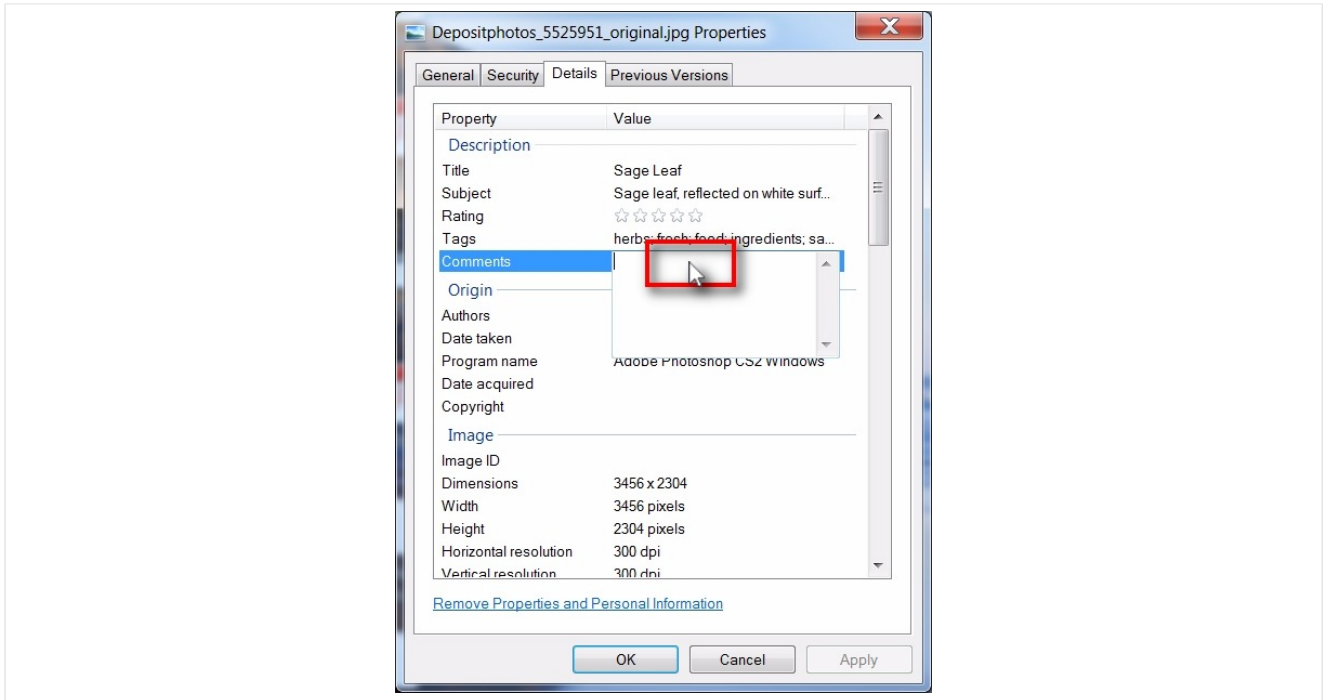 Depositphotos_5525951_original.jpg Properties
General Security Details Previous Versions
Property Value
Description
Title Sage Leaf
Subject Sage leaf, reflected on white surf...
Rating
Tags herbs; fresh; food; ingredients; sa...
Comments
Origin
Authors
Date taken
Program name Adobe Photoshop CS2 Windows
Date acquired
Copyright
Image
Image ID
Dimensions 3456 x 2304
Width 3456 pixels
Height 2304 pixels
Horizontal resolution 300 dpi
Vertical resolution 300 dpi
Remove Properties and Personal Information
OK Cancel Apply